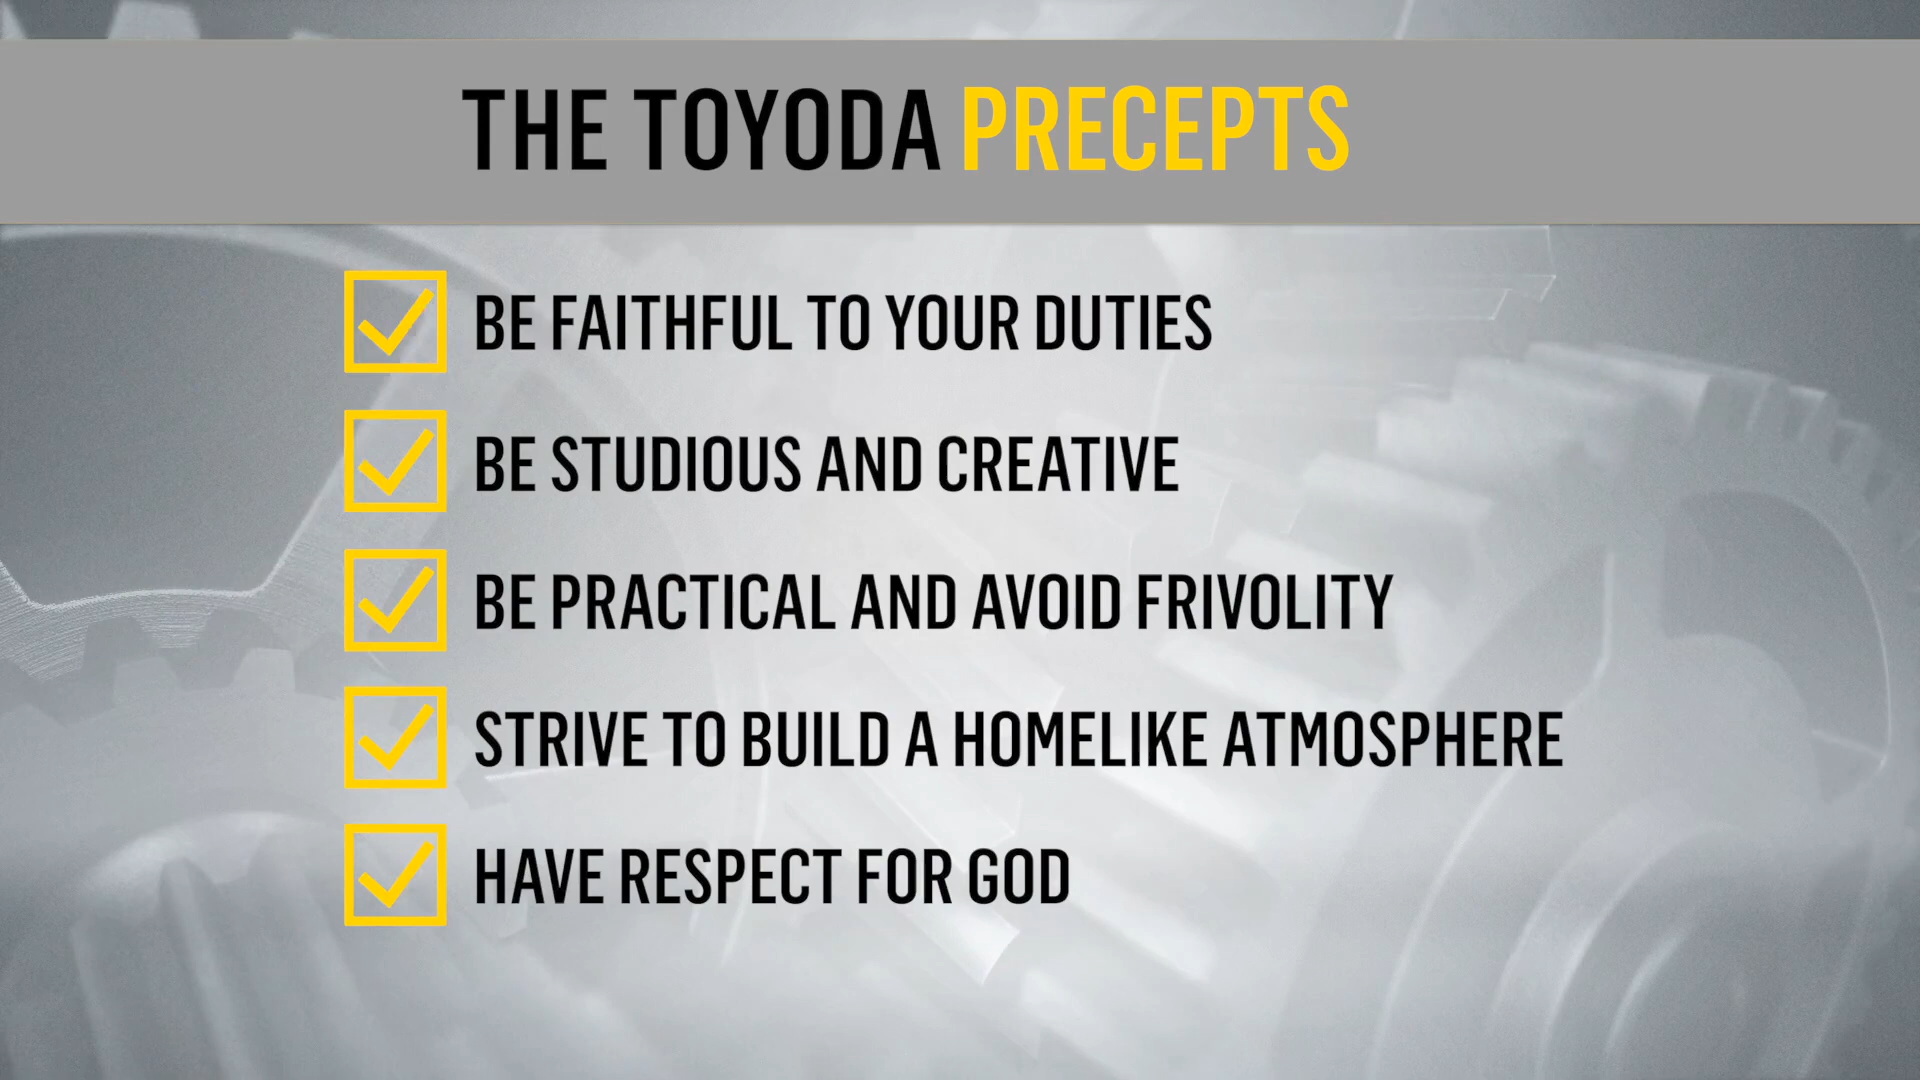 THE TOYODA PRECEPTS
BE FAITHFUL TO YOUR DUTIES
BE STUDIOUS AND CREATIVE
BE PRACTICAL AND AVOID FRIVOLITY
STRIVE TO BUILD A HOMELIKE ATMOSPHERE
HAVE RESPECT FOR GOD